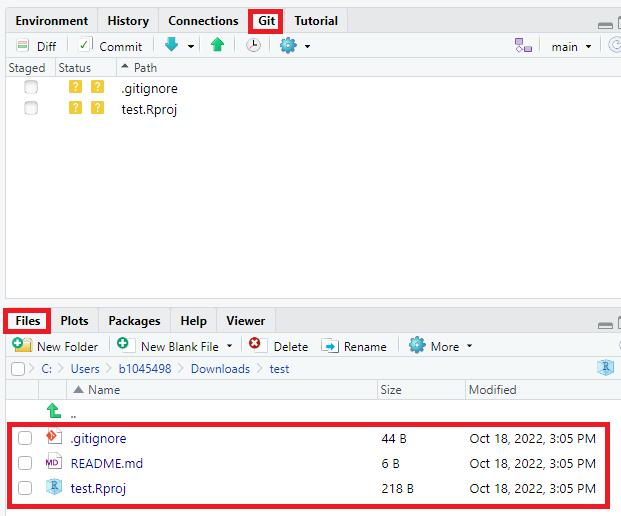 Environment History Connections Git Tutorial
Diff Commit main
Staged Status Path
? ? .gitignore
? ? test.Rproj
Files Plots Packages Help Viewer
New Folder New Blank File Delete Rename More
C: Users b1045498 Downloads test R
Name Size Modified
..
.gitignore 44 B Oct 18, 2022, 3:05 PM
MD README.md 6 B Oct 18, 2022, 3:05 PM
R test.Rproj 218 B Oct 18, 2022, 3:05 PM